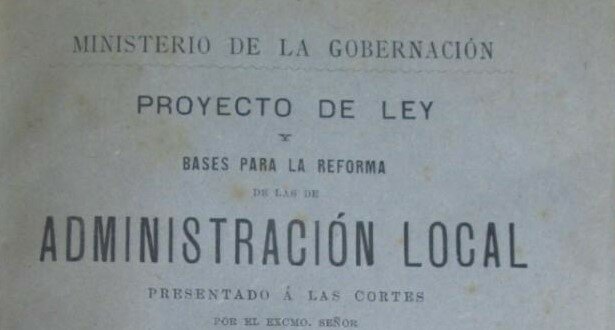 MINISTERIO DE LA GOBERNACIÓN
PROYECTO DE LEY
Y
BASES PARA LA REFORMA
DE LAS DE
ADMINISTRACIÓN LOCAL
PRESENTADO Á LAS CORTES
POR EL EXCMO. SEÑOR